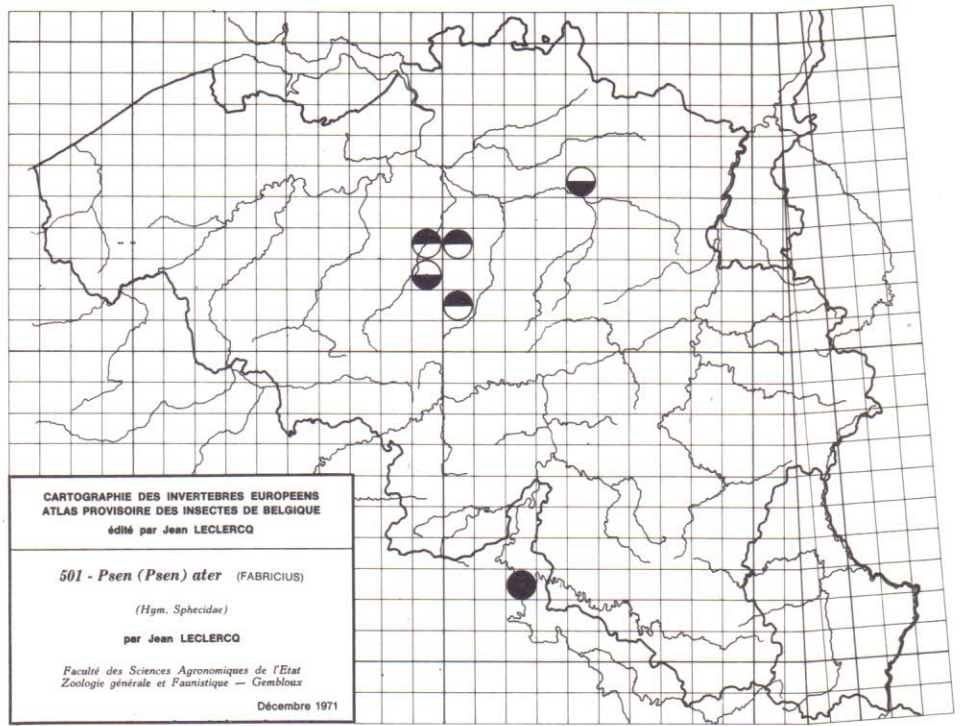 CARTOGRAPHIE DES INVERTEBRES EUROPEENS
ATLAS PROVISOIRE DES INSECTES DE BELGIQUE
édité par Jean LECLERCQ
501 - Psen (Psen) ater (FABRICIUS)
(Hym. Sphecidae)
par Jean LECLERCQ
Faculté des Sciences Agronomiques de l'Etat
Zoologie générale et Faunistique — Gembloux
Décembre 1971